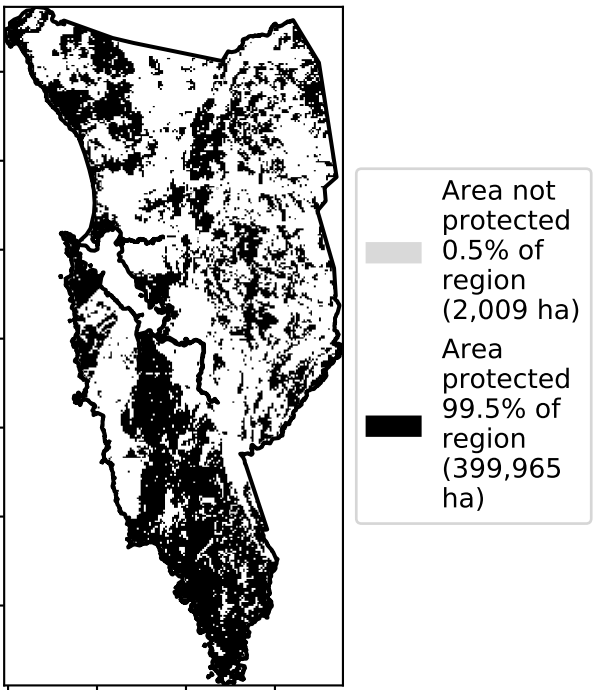 Area not
protected
0.5% of
region
(2,009 ha)
Area
protected
99.5% of
region
(399,965
ha)